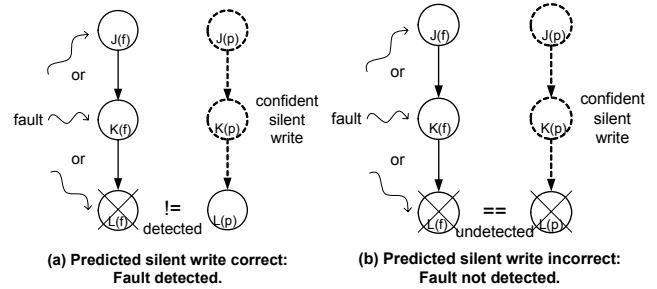 J(f)
J(p)
or
fault
K(f)
K(p)
confident
silent
write
or
L(f)
!=
detected
L(p)
(a) Predicted silent write correct:
Fault detected.
J(f)
J(p)
or
fault
K(f)
K(p)
confident
silent
write
or
L(f)
==
undetected
L(p)
(b) Predicted silent write incorrect:
Fault not detected.